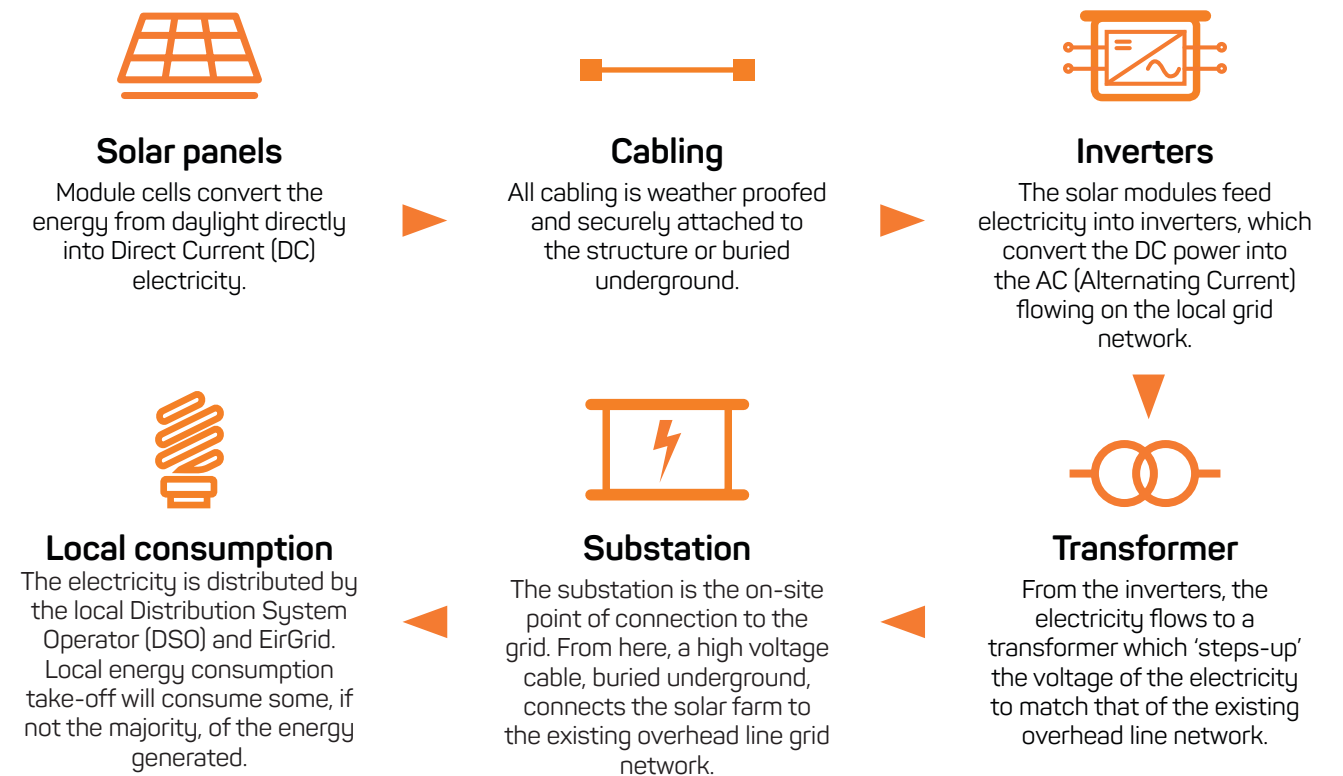 Solar panels
Module cells convert the
energy from daylight directly
into Direct Current (DC)
electricity.
Cabling
All cabling is weather proofed
and securely attached to
the structure or buried
underground.
Inverters
The solar modules feed
electricity into inverters, which
convert the DC power into
the AC (Alternating Current)
flowing on the local grid
network.
Transformer
From the inverters, the
electricity flows to a
transformer which ‘steps-up’
the voltage of the electricity
to match that of the existing
overhead line network.
Substation
The substation is the on-site
point of connection to the
grid. From here, a high voltage
cable, buried underground,
connects the solar farm to
the existing overhead line grid
network.
Local consumption
The electricity is distributed by
the local Distribution System
Operator (DSO) and EirGrid.
Local energy consumption
take-off will consume some, if
not the majority, of the energy
generated.